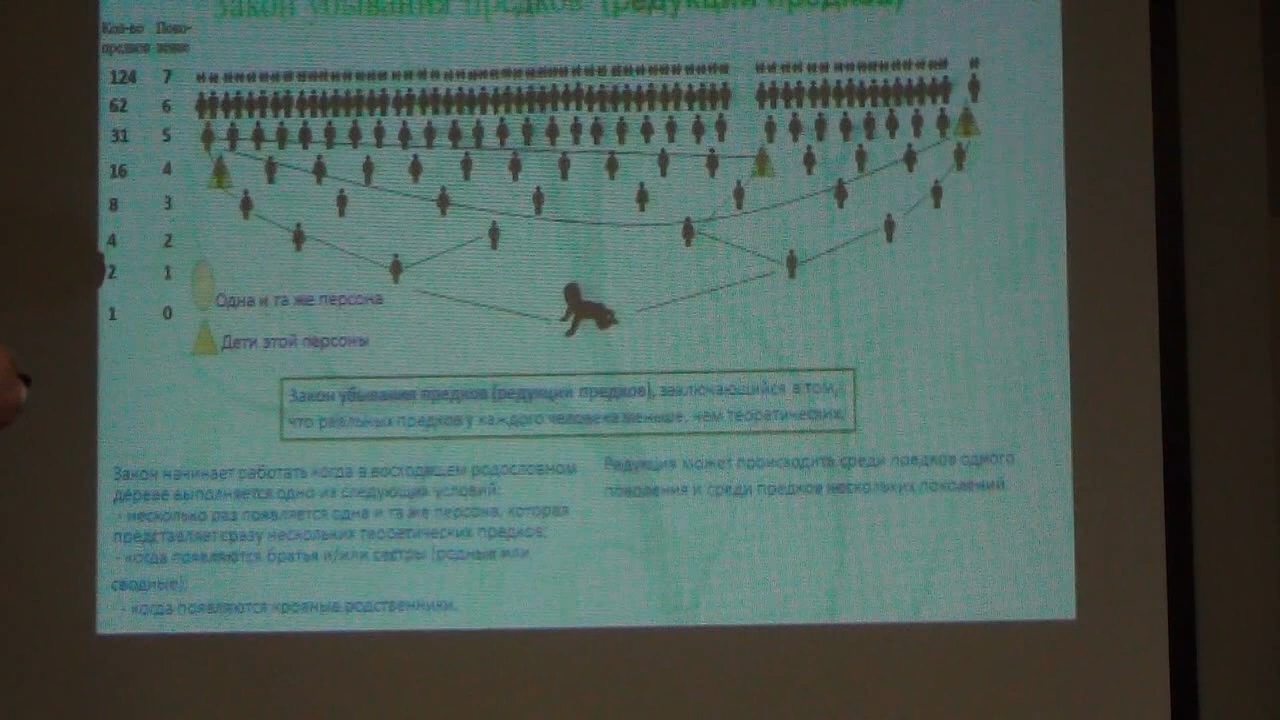 Закон убывания предков (редукции предков)
Кол-во Поко-
предков ление
124 7
62 6
31 5
16 4
8 3
4 2
2 1
1 0
Одна и та же персона
Дети этой персоны
Закон убывания предков (редукции предков), заключающийся в том,
что реальных предков у каждого человека меньше, чем теоретических.
Закон начинает работать когда в восходящем родословном
дереве выполняется одно из следующих условий:
- несколько раз появляется одна и та же персона, которая
представляет сразу нескольких теоретических предков;
- когда появляются братья и/или сестры (родные или
сводные);
- когда появляются кровные родственники.
Редукция может происходить среди предков одного
поколения и среди предков нескольких поколений